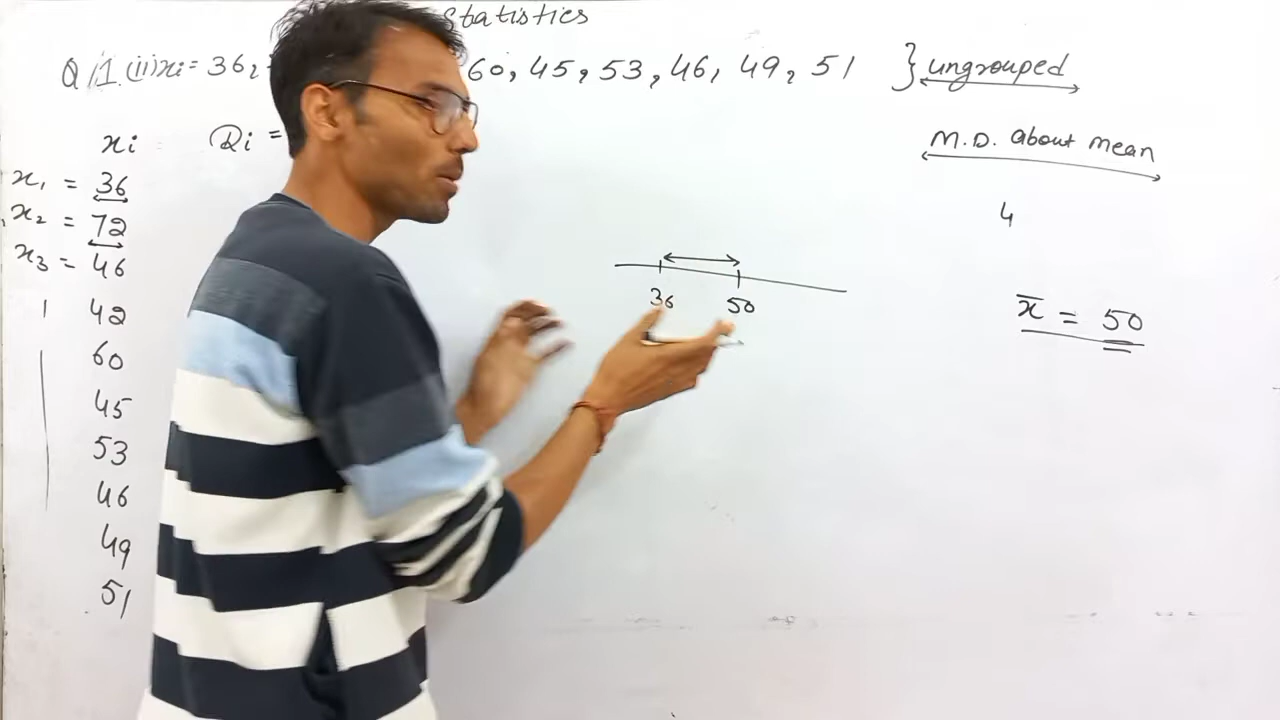 Statistics
Q/1. (ii) xi = 36, 60, 45, 53, 46, 49, 51 } ungrouped
xi Di =
M.D. about mean
x₁ = 36
x₂ = 72
x₃ = 46
42
60
45
53
46
49
51
4
36 50
x̄ = 50